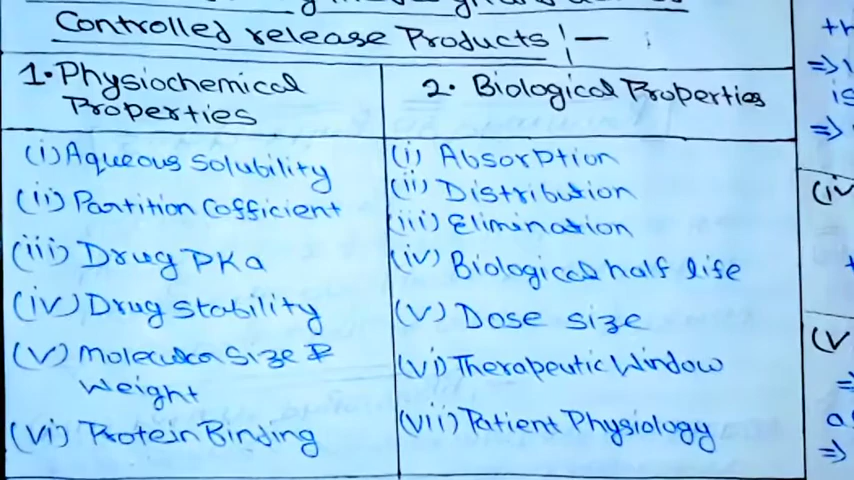 Controlled release Products :—
1. Physiochemical
Properties
2. Biological Properties
(i) Aqueous Solubility
(ii) Partition Cofficient
(iii) Drug PKa
(iv) Drug Stability
(v) Molecular Size &
Weight
(vi) Protein Binding
(i) Absorption
(ii) Distribution
(iii) Elimination
(iv) Biological half life
(v) Dose size
(vi) Therapeutic Window
(vii) Patient Physiology
(iv
(v